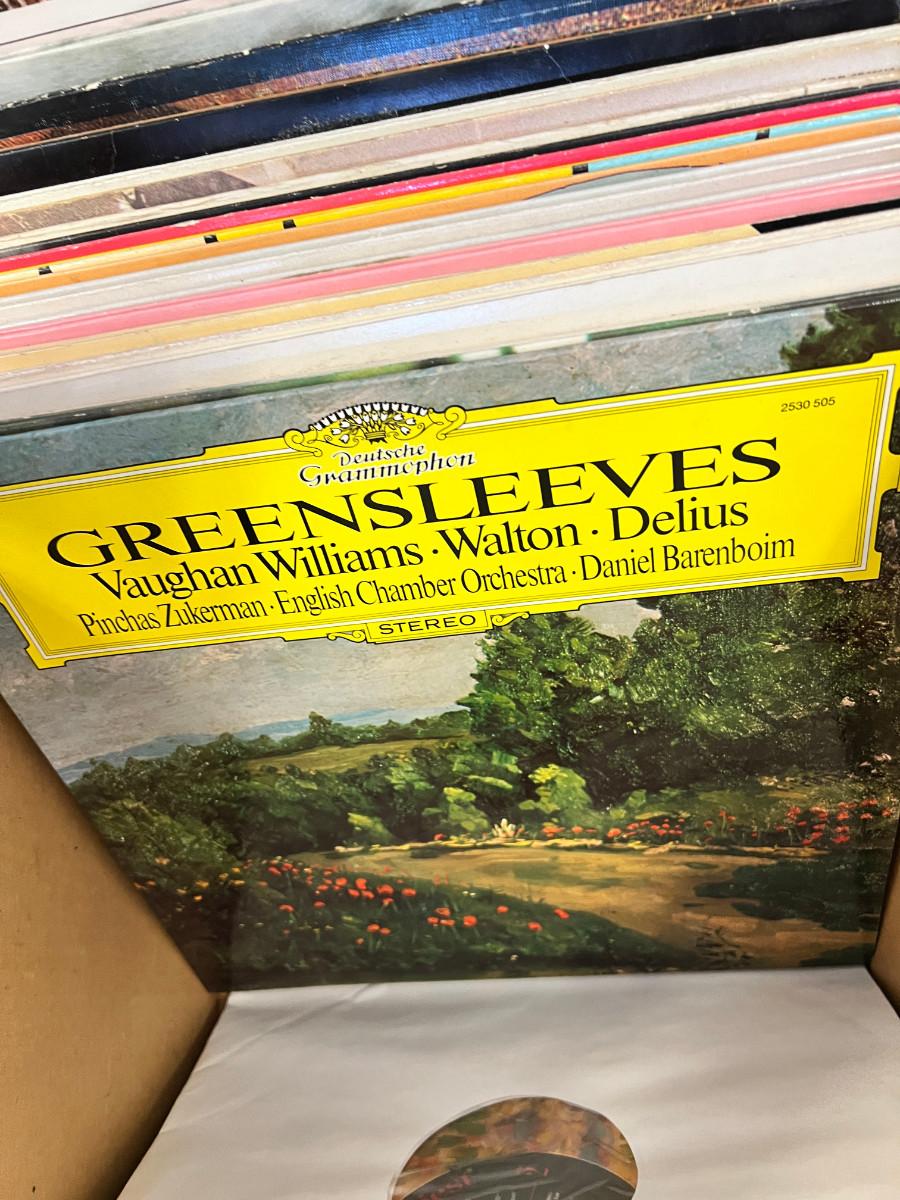 2530 505
Deutsche
Grammophon
GREENSLEEVES
Vaughan Williams · Walton · Delius
Pinchas Zukerman · English Chamber Orchestra · Daniel Barenboim
STEREO